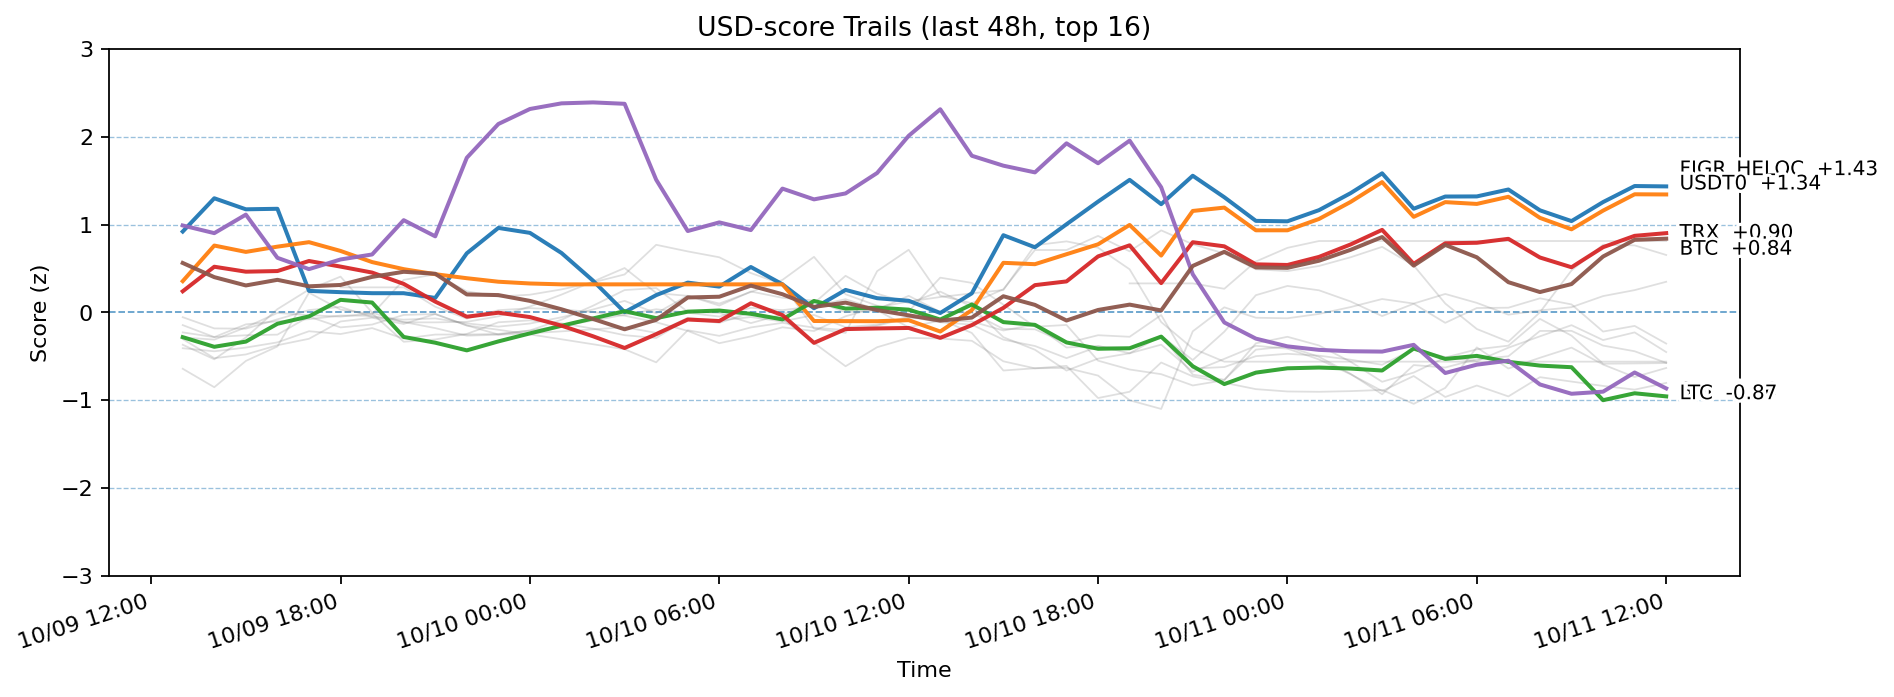 USD-score Trails (last 48h, top 16)
Score (z)
3
2
1
0
−1
−2
−3
FIGR_HELOC +1.43
USDT0 +1.34
TRX +0.90
BTC +0.84
LTC -0.87
10/09 12:00
10/09 18:00
10/10 00:00
10/10 06:00
10/10 12:00
10/10 18:00
10/11 00:00
10/11 06:00
10/11 12:00
Time